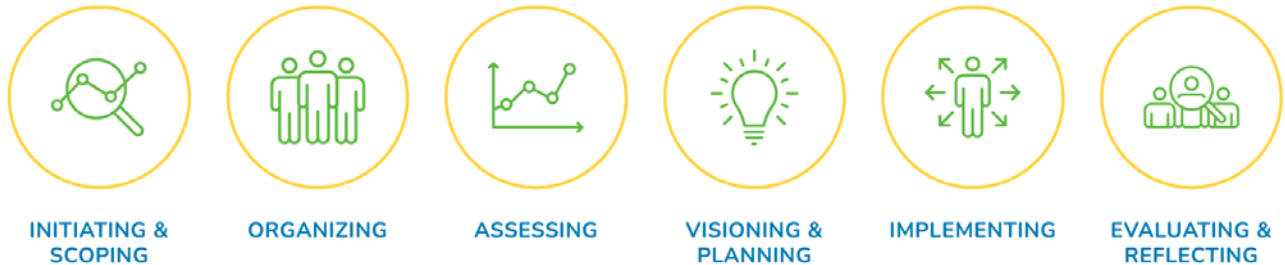 INITIATING &
SCOPING
ORGANIZING
ASSESSING
VISIONING &
PLANNING
IMPLEMENTING
EVALUATING &
REFLECTING